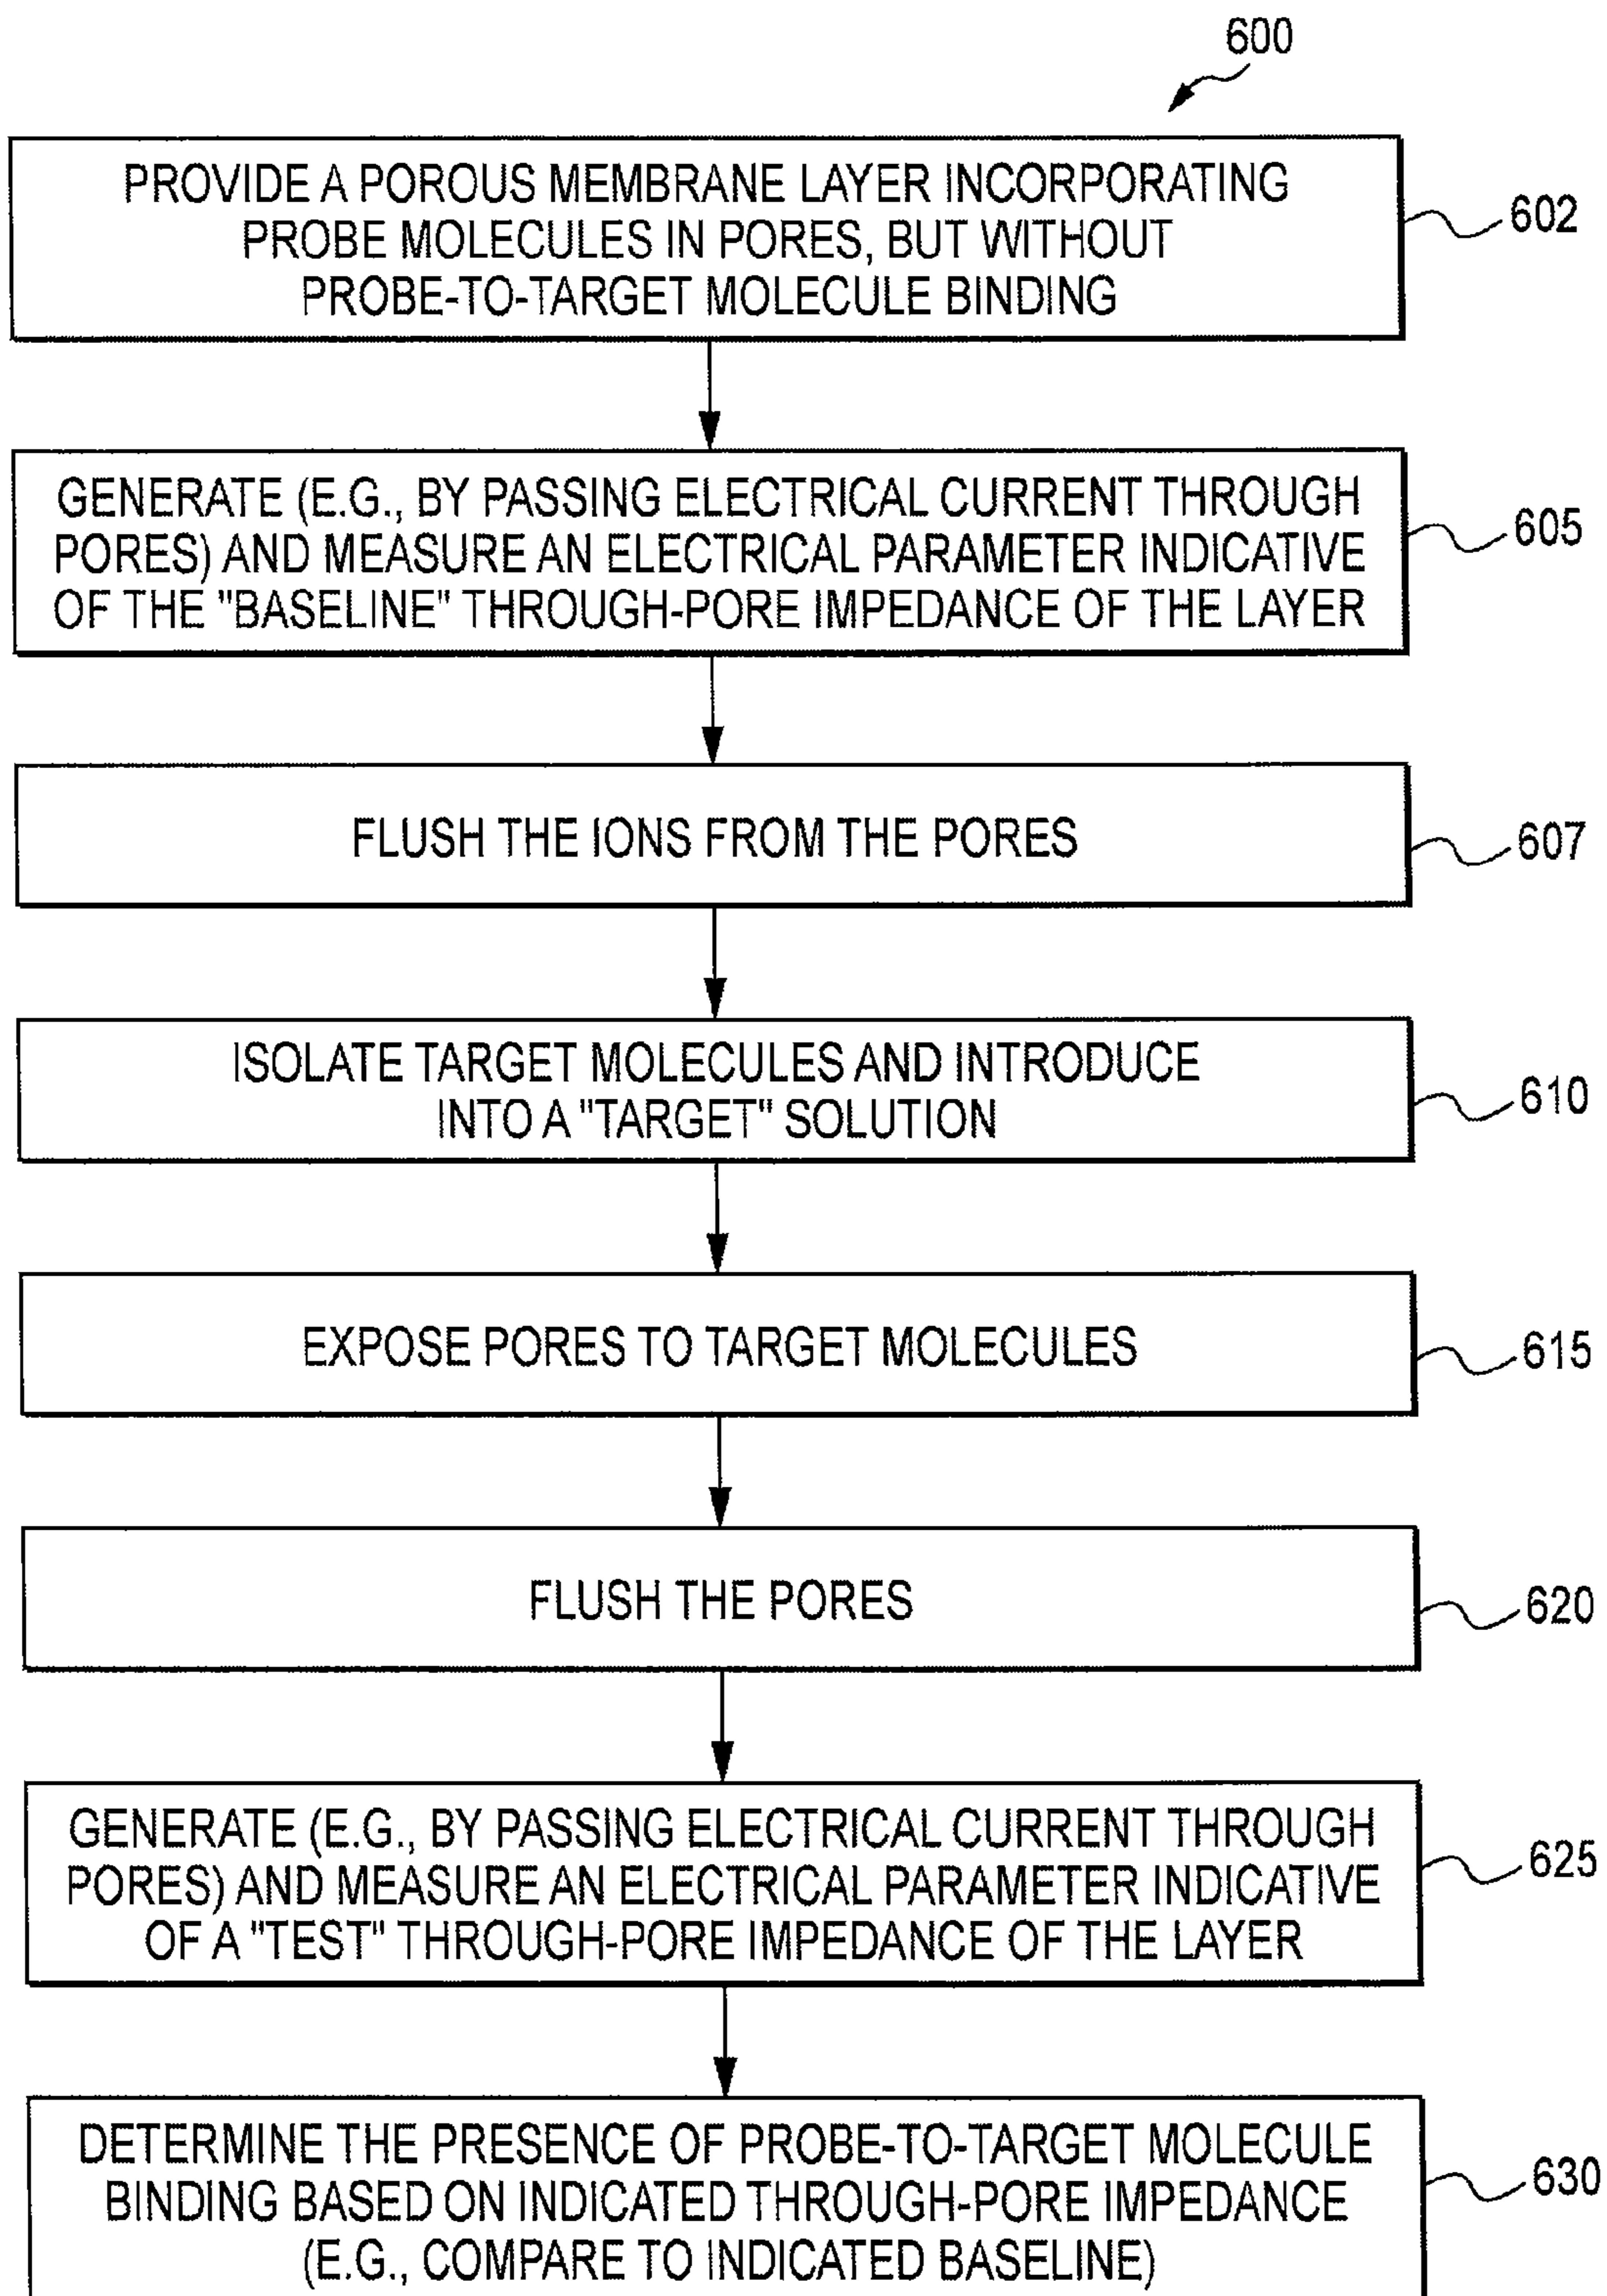 600
PROVIDE A POROUS MEMBRANE LAYER INCORPORATING
PROBE MOLECULES IN PORES, BUT WITHOUT
PROBE-TO-TARGET MOLECULE BINDING
602
GENERATE (E.G., BY PASSING ELECTRICAL CURRENT THROUGH
PORES) AND MEASURE AN ELECTRICAL PARAMETER INDICATIVE
OF THE "BASELINE" THROUGH-PORE IMPEDANCE OF THE LAYER
605
FLUSH THE IONS FROM THE PORES
607
ISOLATE TARGET MOLECULES AND INTRODUCE
INTO A "TARGET" SOLUTION
610
EXPOSE PORES TO TARGET MOLECULES
615
FLUSH THE PORES
620
GENERATE (E.G., BY PASSING ELECTRICAL CURRENT THROUGH
PORES) AND MEASURE AN ELECTRICAL PARAMETER INDICATIVE
OF A "TEST" THROUGH-PORE IMPEDANCE OF THE LAYER
625
DETERMINE THE PRESENCE OF PROBE-TO-TARGET MOLECULE
BINDING BASED ON INDICATED THROUGH-PORE IMPEDANCE
(E.G., COMPARE TO INDICATED BASELINE)
630